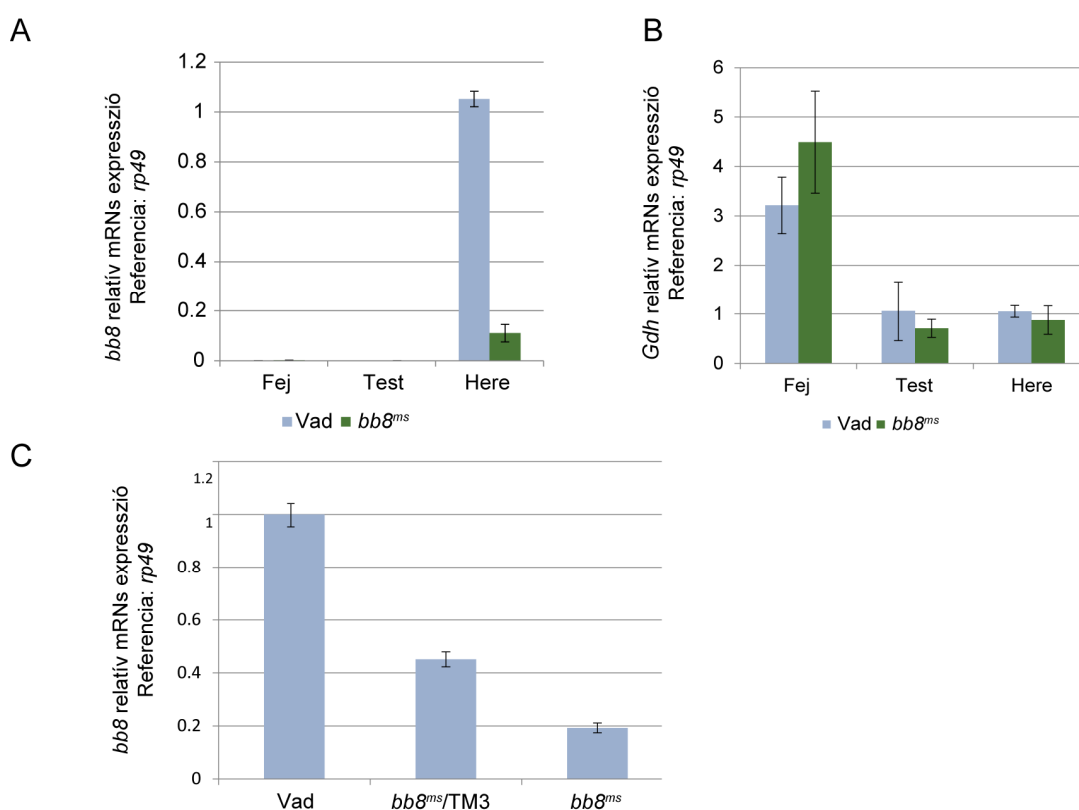 A
bb8 relatív mRNs expresszió
Referencia: rp49
1.2
1
0.8
0.6
0.4
0.2
0
Fej Test Here
Vad bb8ms
B
Gdh relatív mRNs expresszió
Referencia: rp49
6
5
4
3
2
1
0
Fej Test Here
Vad bb8ms
C
bb8 relatív mRNs expresszió
Referencia: rp49
1.2
1
0.8
0.6
0.4
0.2
0
Vad bb8ms/TM3 bb8ms